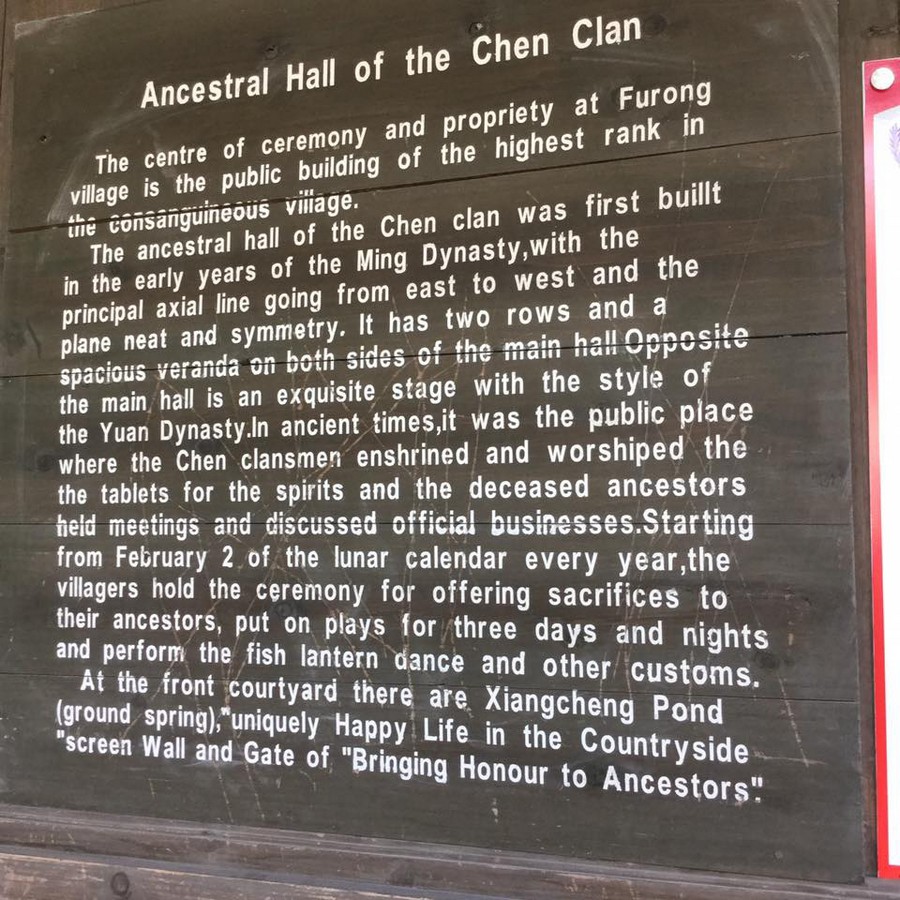 Ancestral Hall of the Chen Clan
The centre of ceremony and propriety at Furong
village is the public building of the highest rank in
the consanguineous village.
The ancestral hall of the Chen clan was first buillt
in the early years of the Ming Dynasty,with the
principal axial line going from east to west and the
plane neat and symmetry. It has two rows and a
spacious veranda on both sides of the main hall Opposite
the main hall is an exquisite stage with the style of
the Yuan Dynasty.In ancient times,it was the public place
where the Chen clansmen enshrined and worshiped the
the tablets for the spirits and the deceased ancestors
held meetings and discussed official businesses.Starting
from February 2 of the lunar calendar every year,the
villagers hold the ceremony for offering sacrifices to
their ancestors, put on plays for three days and nights
and perform the fish lantern dance and other customs.
At the front courtyard there are Xiangcheng Pond
(ground spring),"uniquely Happy Life in the Countryside
"screen Wall and Gate of "Bringing Honour to Ancestors".